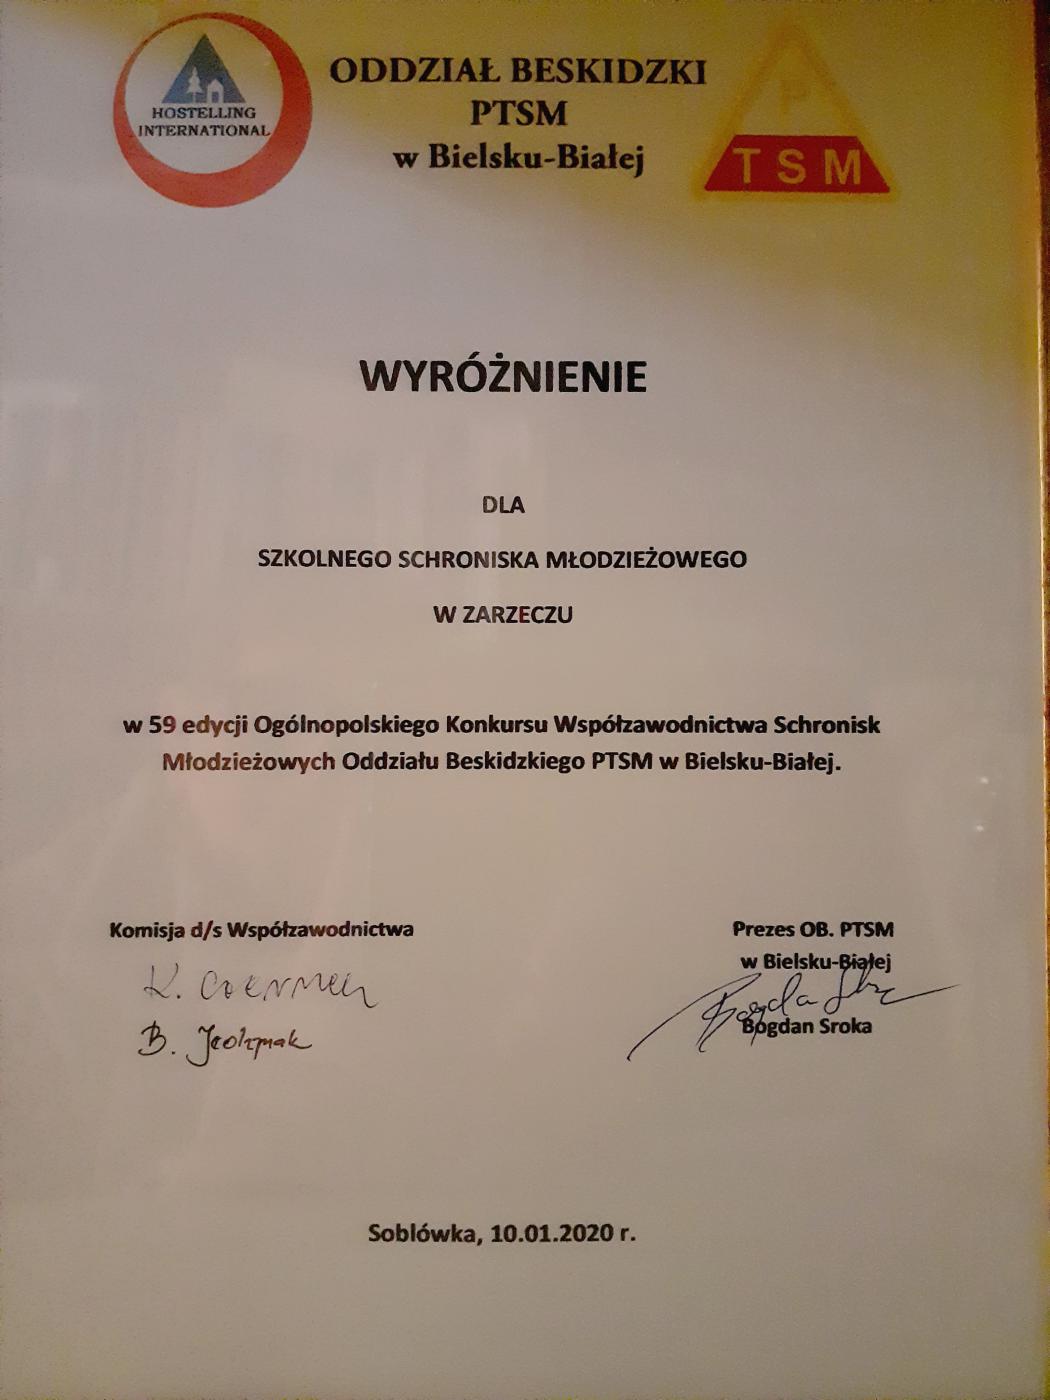 HOSTELLING
INTERNATIONAL
ODDZIAŁ BESKIDZKI
PTSM
w Bielsku-Białej
P
TSM
WYRÓŻNIENIE
DLA
SZKOLNEGO SCHRONISKA MŁODZIEŻOWEGO
W ZARZECZU
w 59 edycji Ogólnopolskiego Konkursu Współzawodnictwa Schronisk
Młodzieżowych Oddziału Beskidzkiego PTSM w Bielsku-Białej.
Komisja d/s Współzawodnictwa
K.
B.
Prezes OB. PTSM
w Bielsku-Białej
Bogdan Sroka
Soblówka, 10.01.2020 r.